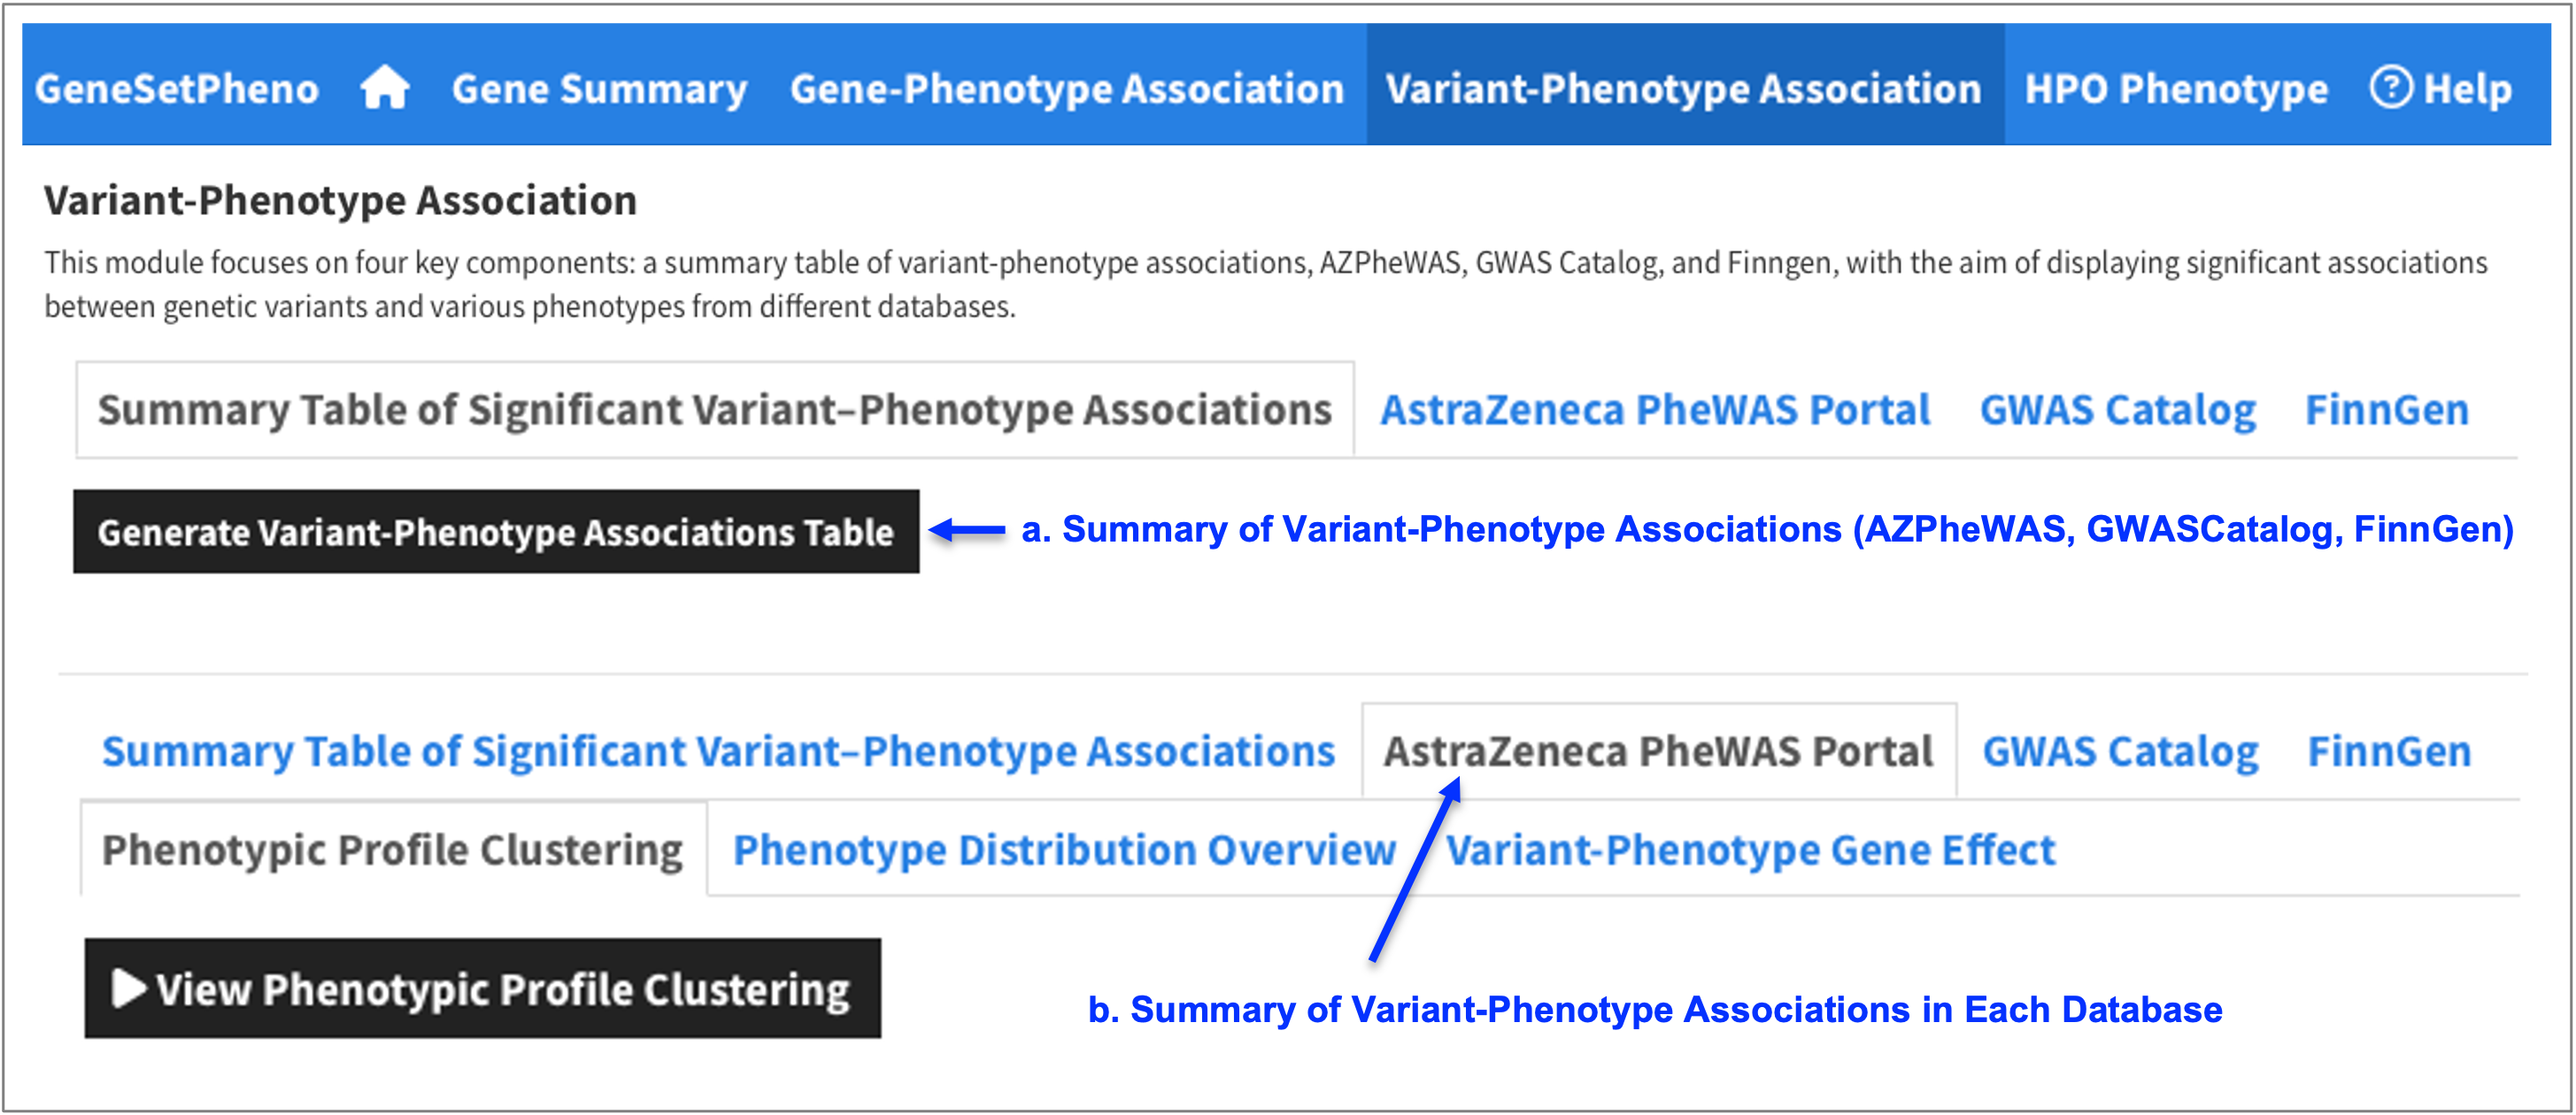 GeneSetPheno Gene Summary Gene-Phenotype Association Variant-Phenotype Association HPO Phenotype ? Help
Variant-Phenotype Association
This module focuses on four key components: a summary table of variant-phenotype associations, AZPheWAS, GWAS Catalog, and Finngen, with the aim of displaying significant associations
between genetic variants and various phenotypes from different databases.
Summary Table of Significant Variant–Phenotype Associations AstraZeneca PheWAS Portal GWAS Catalog FinnGen
Generate Variant-Phenotype Associations Table a. Summary of Variant-Phenotype Associations (AZPheWAS, GWASCatalog, FinnGen)
Summary Table of Significant Variant–Phenotype Associations AstraZeneca PheWAS Portal GWAS Catalog FinnGen
Phenotypic Profile Clustering Phenotype Distribution Overview Variant-Phenotype Gene Effect
View Phenotypic Profile Clustering b. Summary of Variant-Phenotype Associations in Each Database